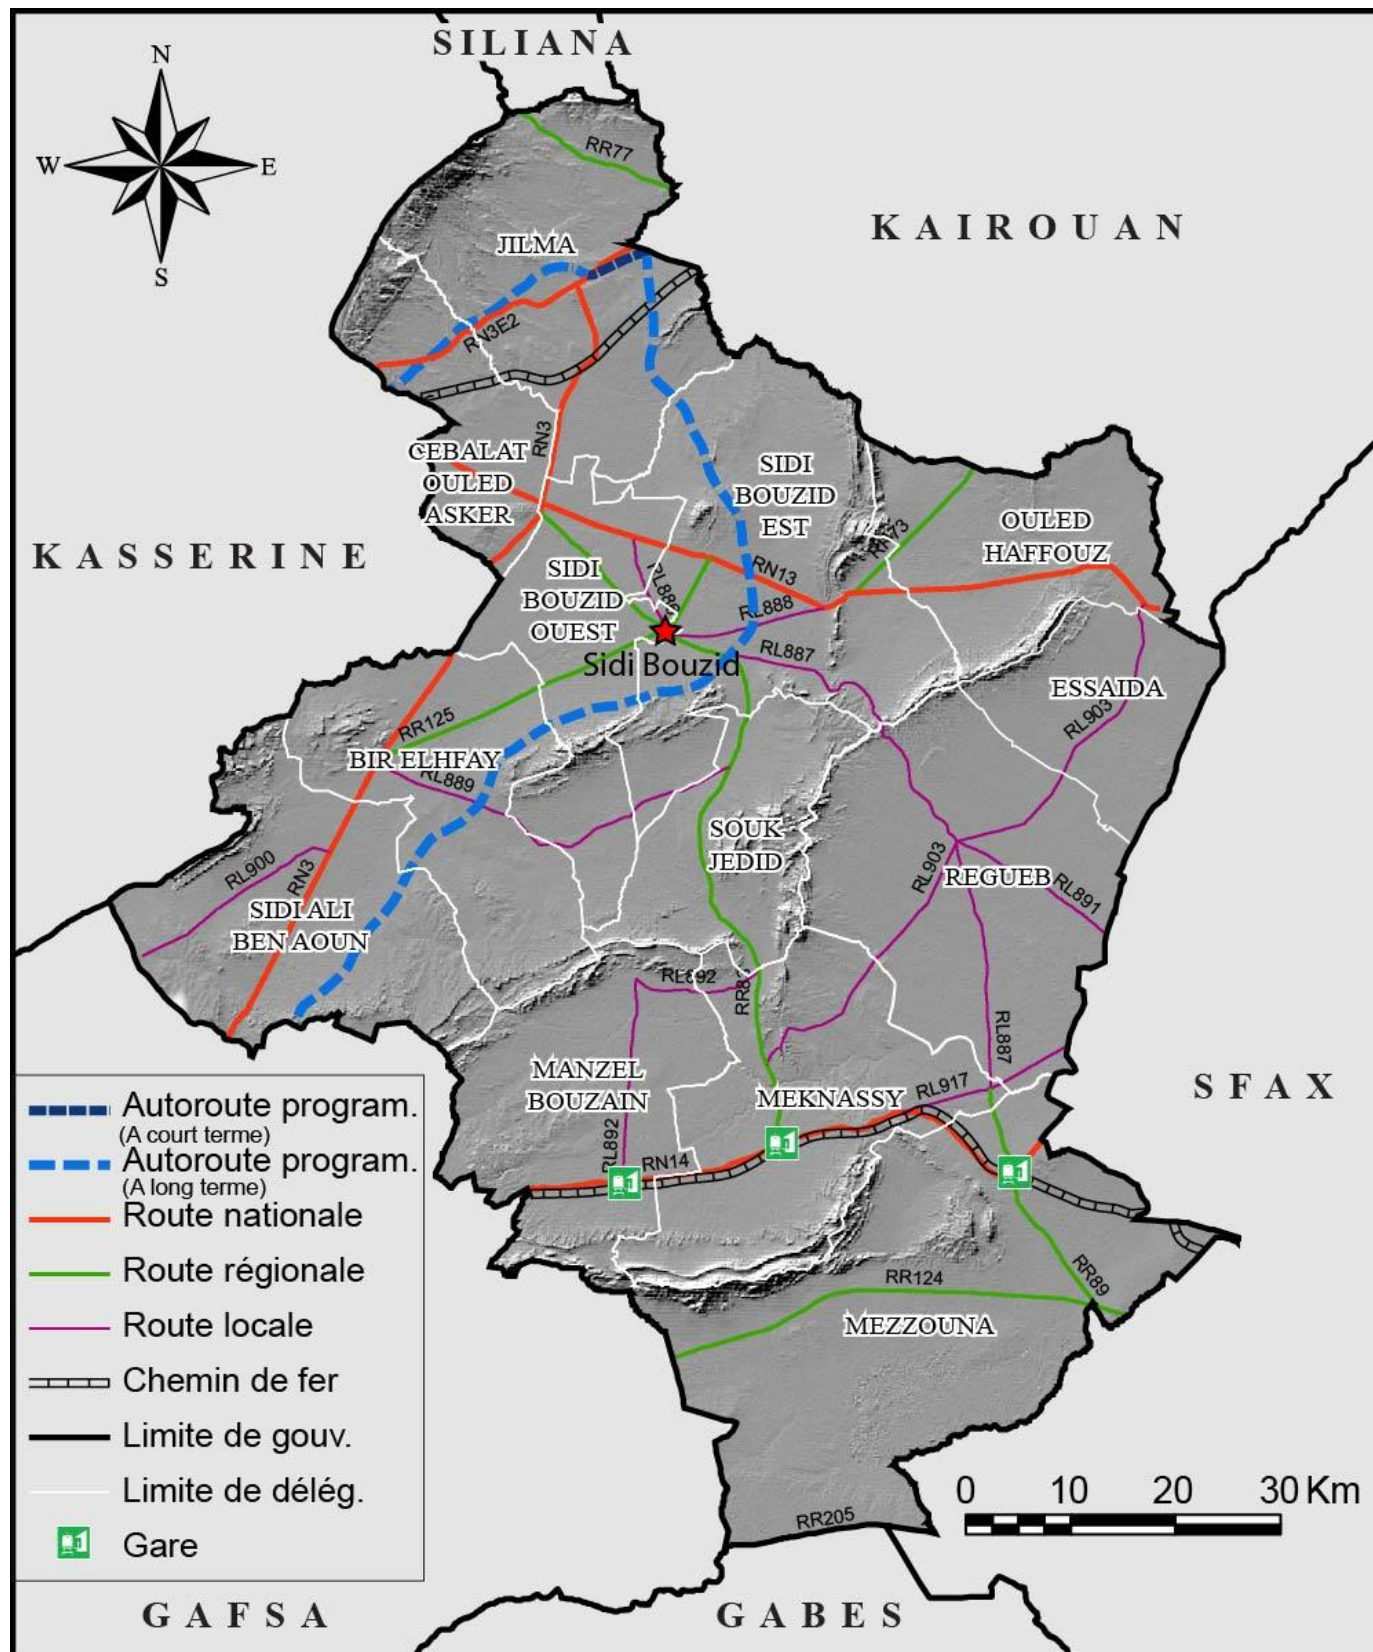 SILIANA
N
W
E
S
RR77
KAIROUAN
JILMA
RN3E2
RN3
CEBALAT
OULED
ASKER
SIDI
BOUZID
EST
OULED
HAFFOUZ
RR73
KASSERINE
SIDI
BOUZID
OUEST
RN13
RL888
Sidi Bouzid
RL887
ESSAIDA
RL903
RR125
BIR ELHFAY
RL889
SOUK
JEDID
RL903
REGUEB
RL891
RL900
RN3
SIDI ALI
BEN AOUN
RL892
RL887
MANZEL
BOUZAIN
MEKNASSY
RL917
SFAX
RL892
RN14
RR89
RR124
MEZZOUNA
RR205
Autoroute program.
(A court terme)
Autoroute program.
(A long terme)
Route nationale
Route régionale
Route locale
Chemin de fer
Limite de gouv.
Limite de délég.
Gare
0 10 20 30 Km
GAFSA
GABES